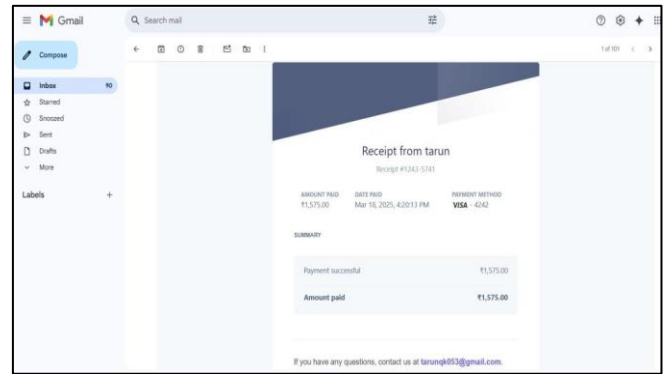 Gmail
Search mail
Compose
1 of 101
Inbox 90
Starred
Snoozed
Sent
Drafts
More
Labels +
Receipt from tarun
Receipt #1243-5741
AMOUNT PAID DATE PAID PAYMENT METHOD
₹1,575.00 Mar 18, 2025, 4:20:13 PM VISA - 4242
SUMMARY
Payment successful ₹1,575.00
Amount paid ₹1,575.00
If you have any questions, contact us at tarunqk053@gmail.com.